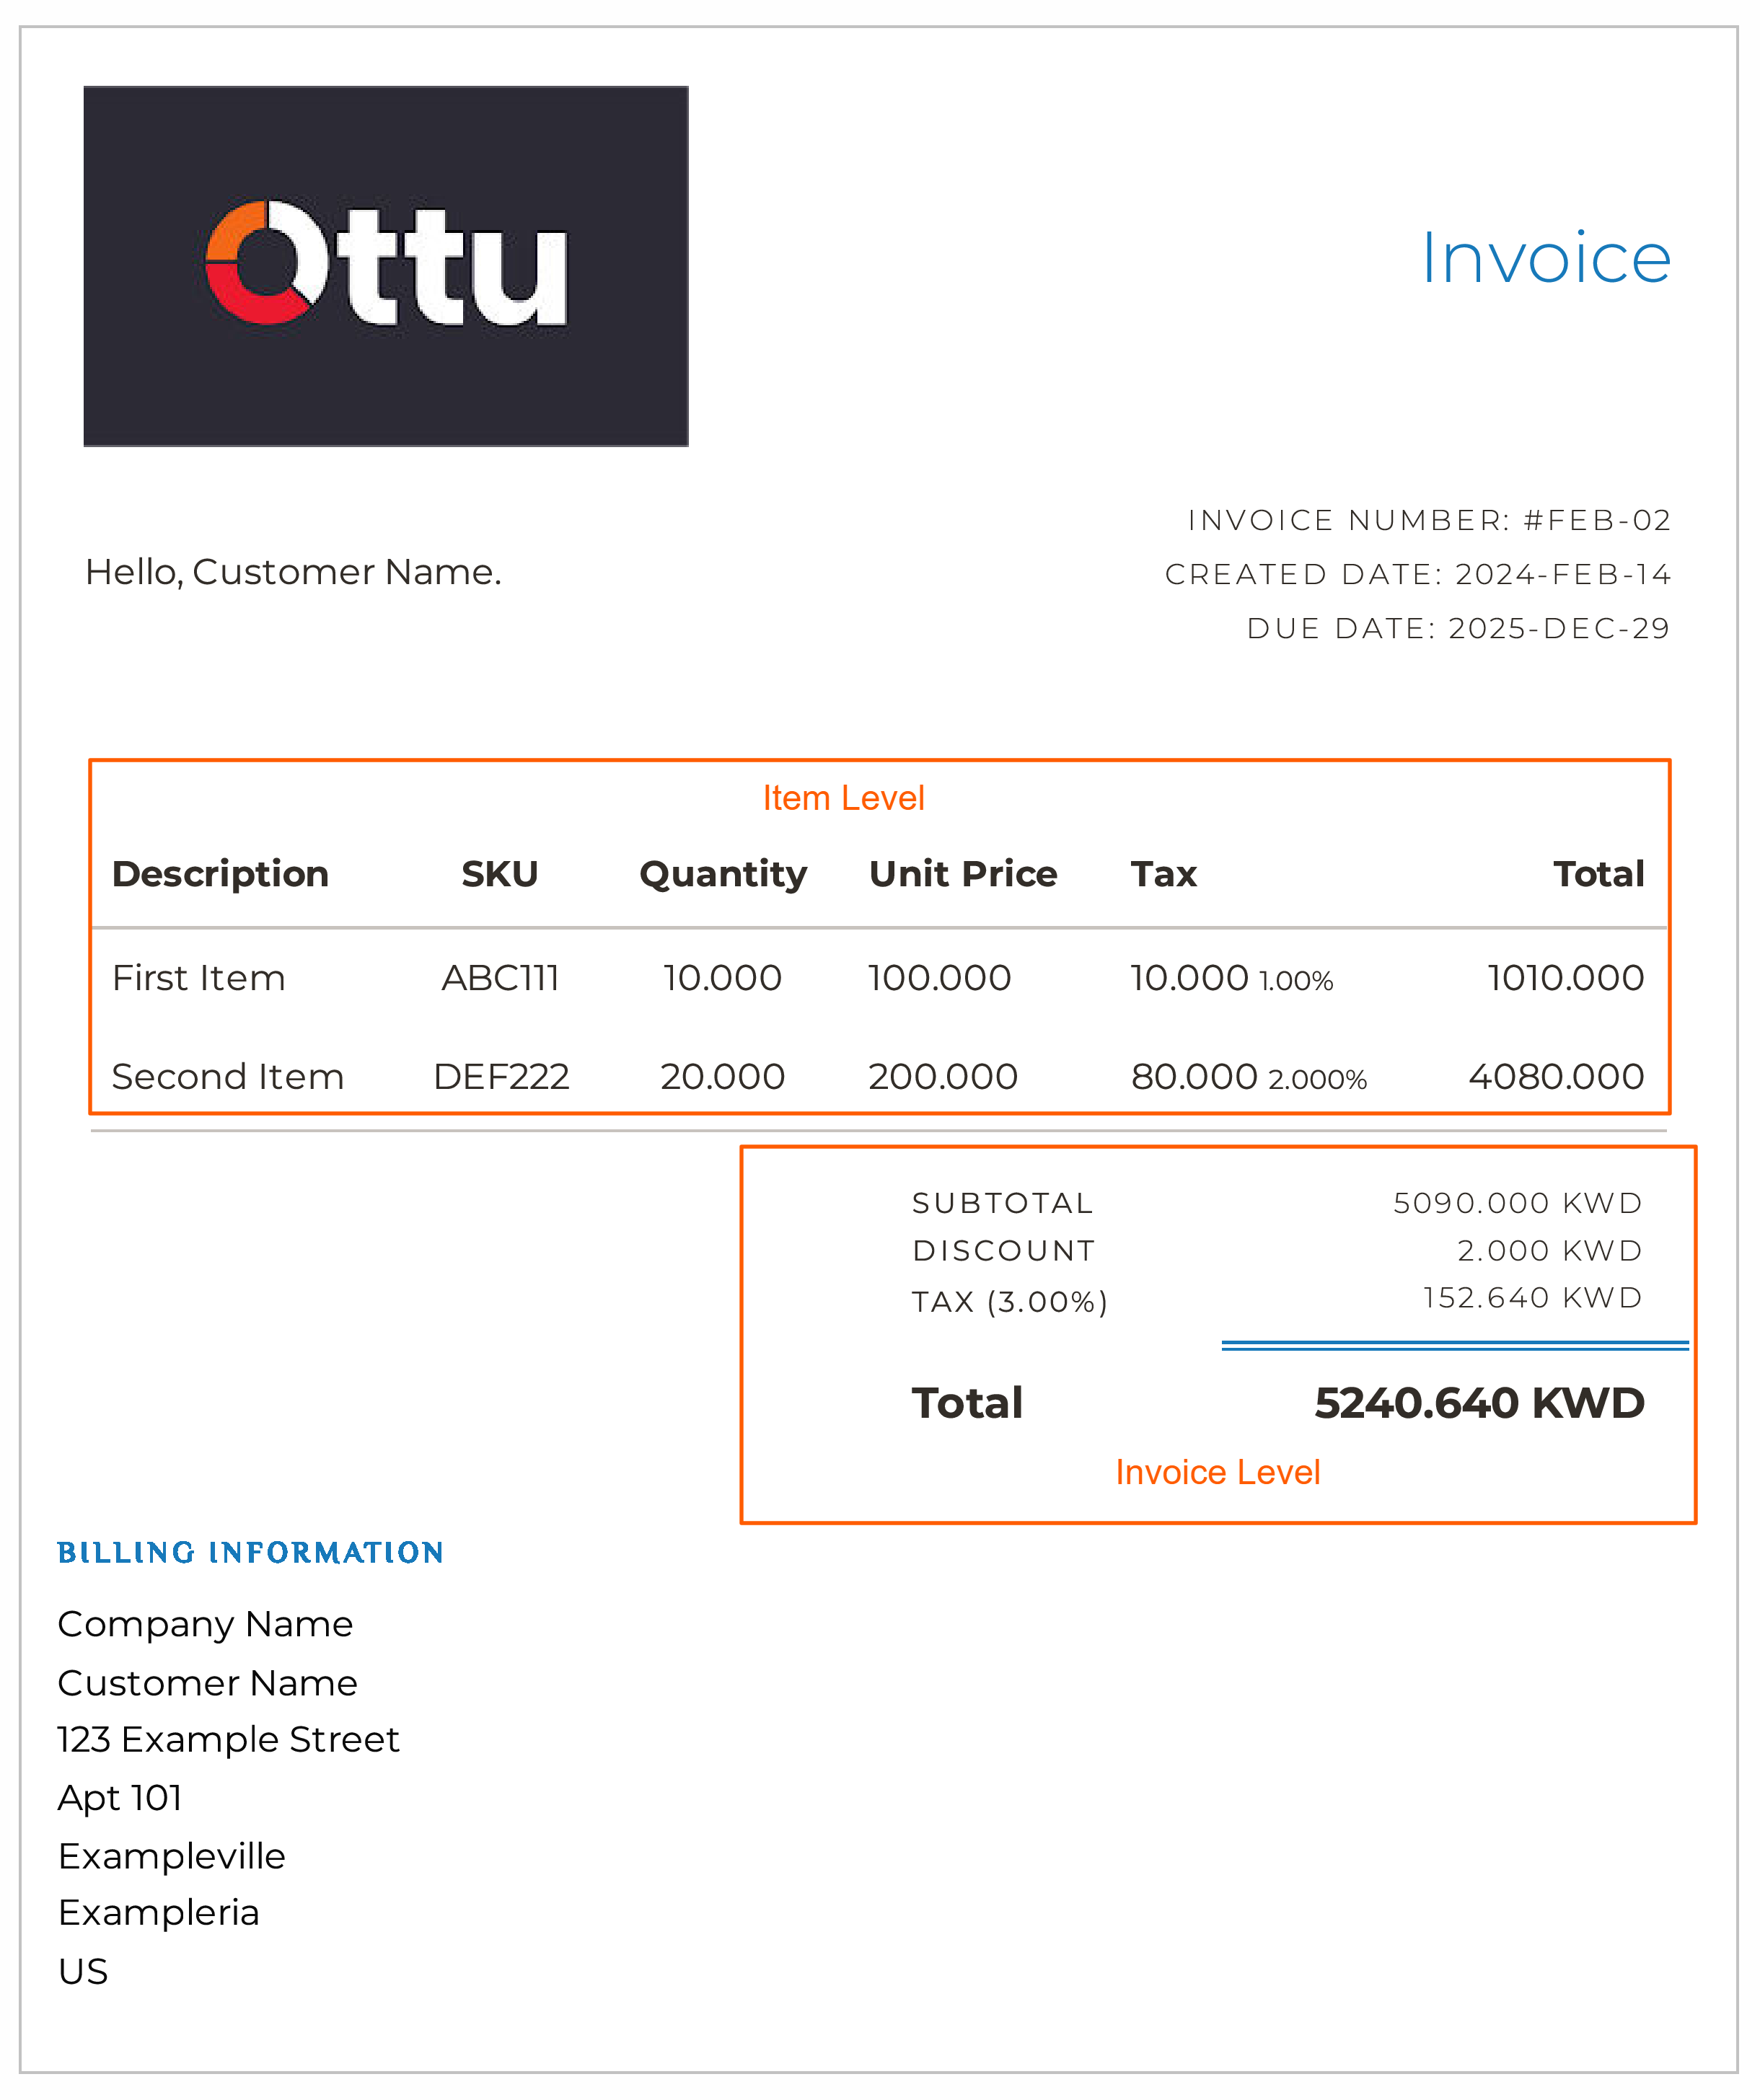 Ottu
Invoice
INVOICE NUMBER: #FEB-02
Hello, Customer Name.
CREATED DATE: 2024-FEB-14
DUE DATE: 2025-DEC-29
Item Level
Description SKU Quantity Unit Price Tax Total
First Item ABC111 10.000 100.000 10.000 1.00% 1010.000
Second Item DEF222 20.000 200.000 80.000 2.000% 4080.000
SUBTOTAL 5090.000 KWD
DISCOUNT 2.000 KWD
TAX (3.00%) 152.640 KWD
Total 5240.640 KWD
Invoice Level
BILLING INFORMATION
Company Name
Customer Name
123 Example Street
Apt 101
Exampleville
Exampleria
US